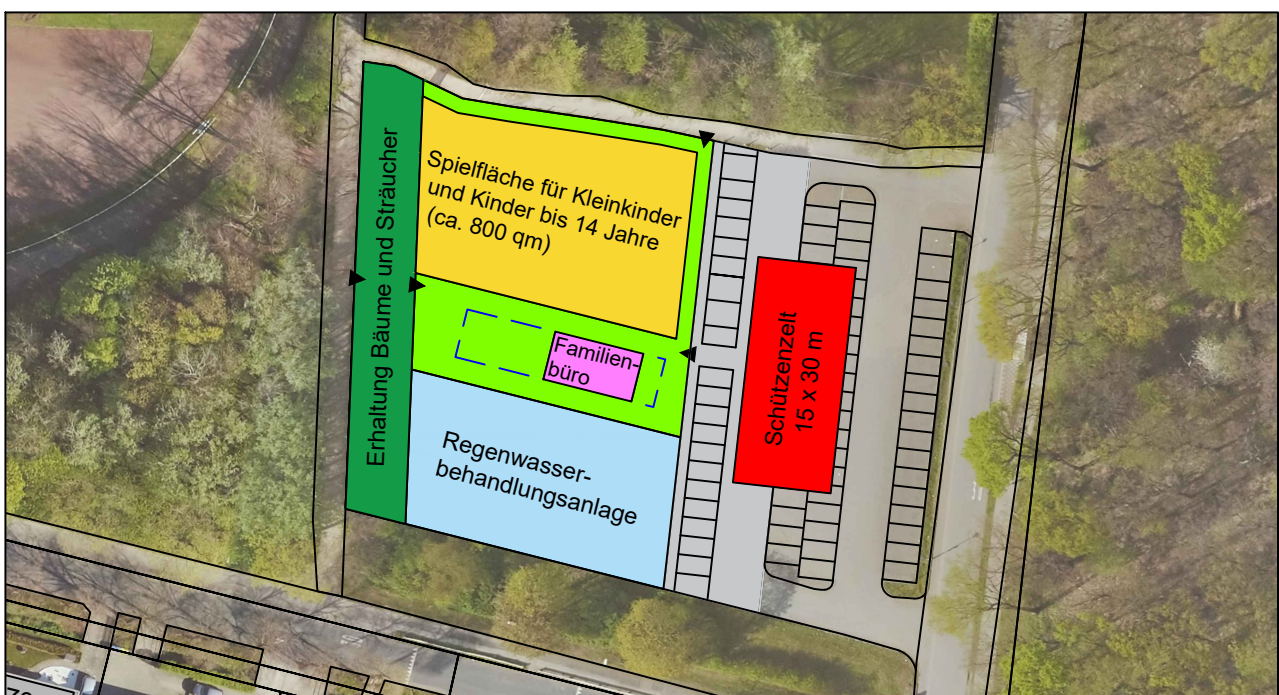 Erhaltung Bäume und Sträucher
Spielfläche für Kleinkinder
und Kinder bis 14 Jahre
(ca. 800 qm)
Familien-
büro
Schützenzelt
15 x 30 m
Regenwasser-
behandlungsanlage